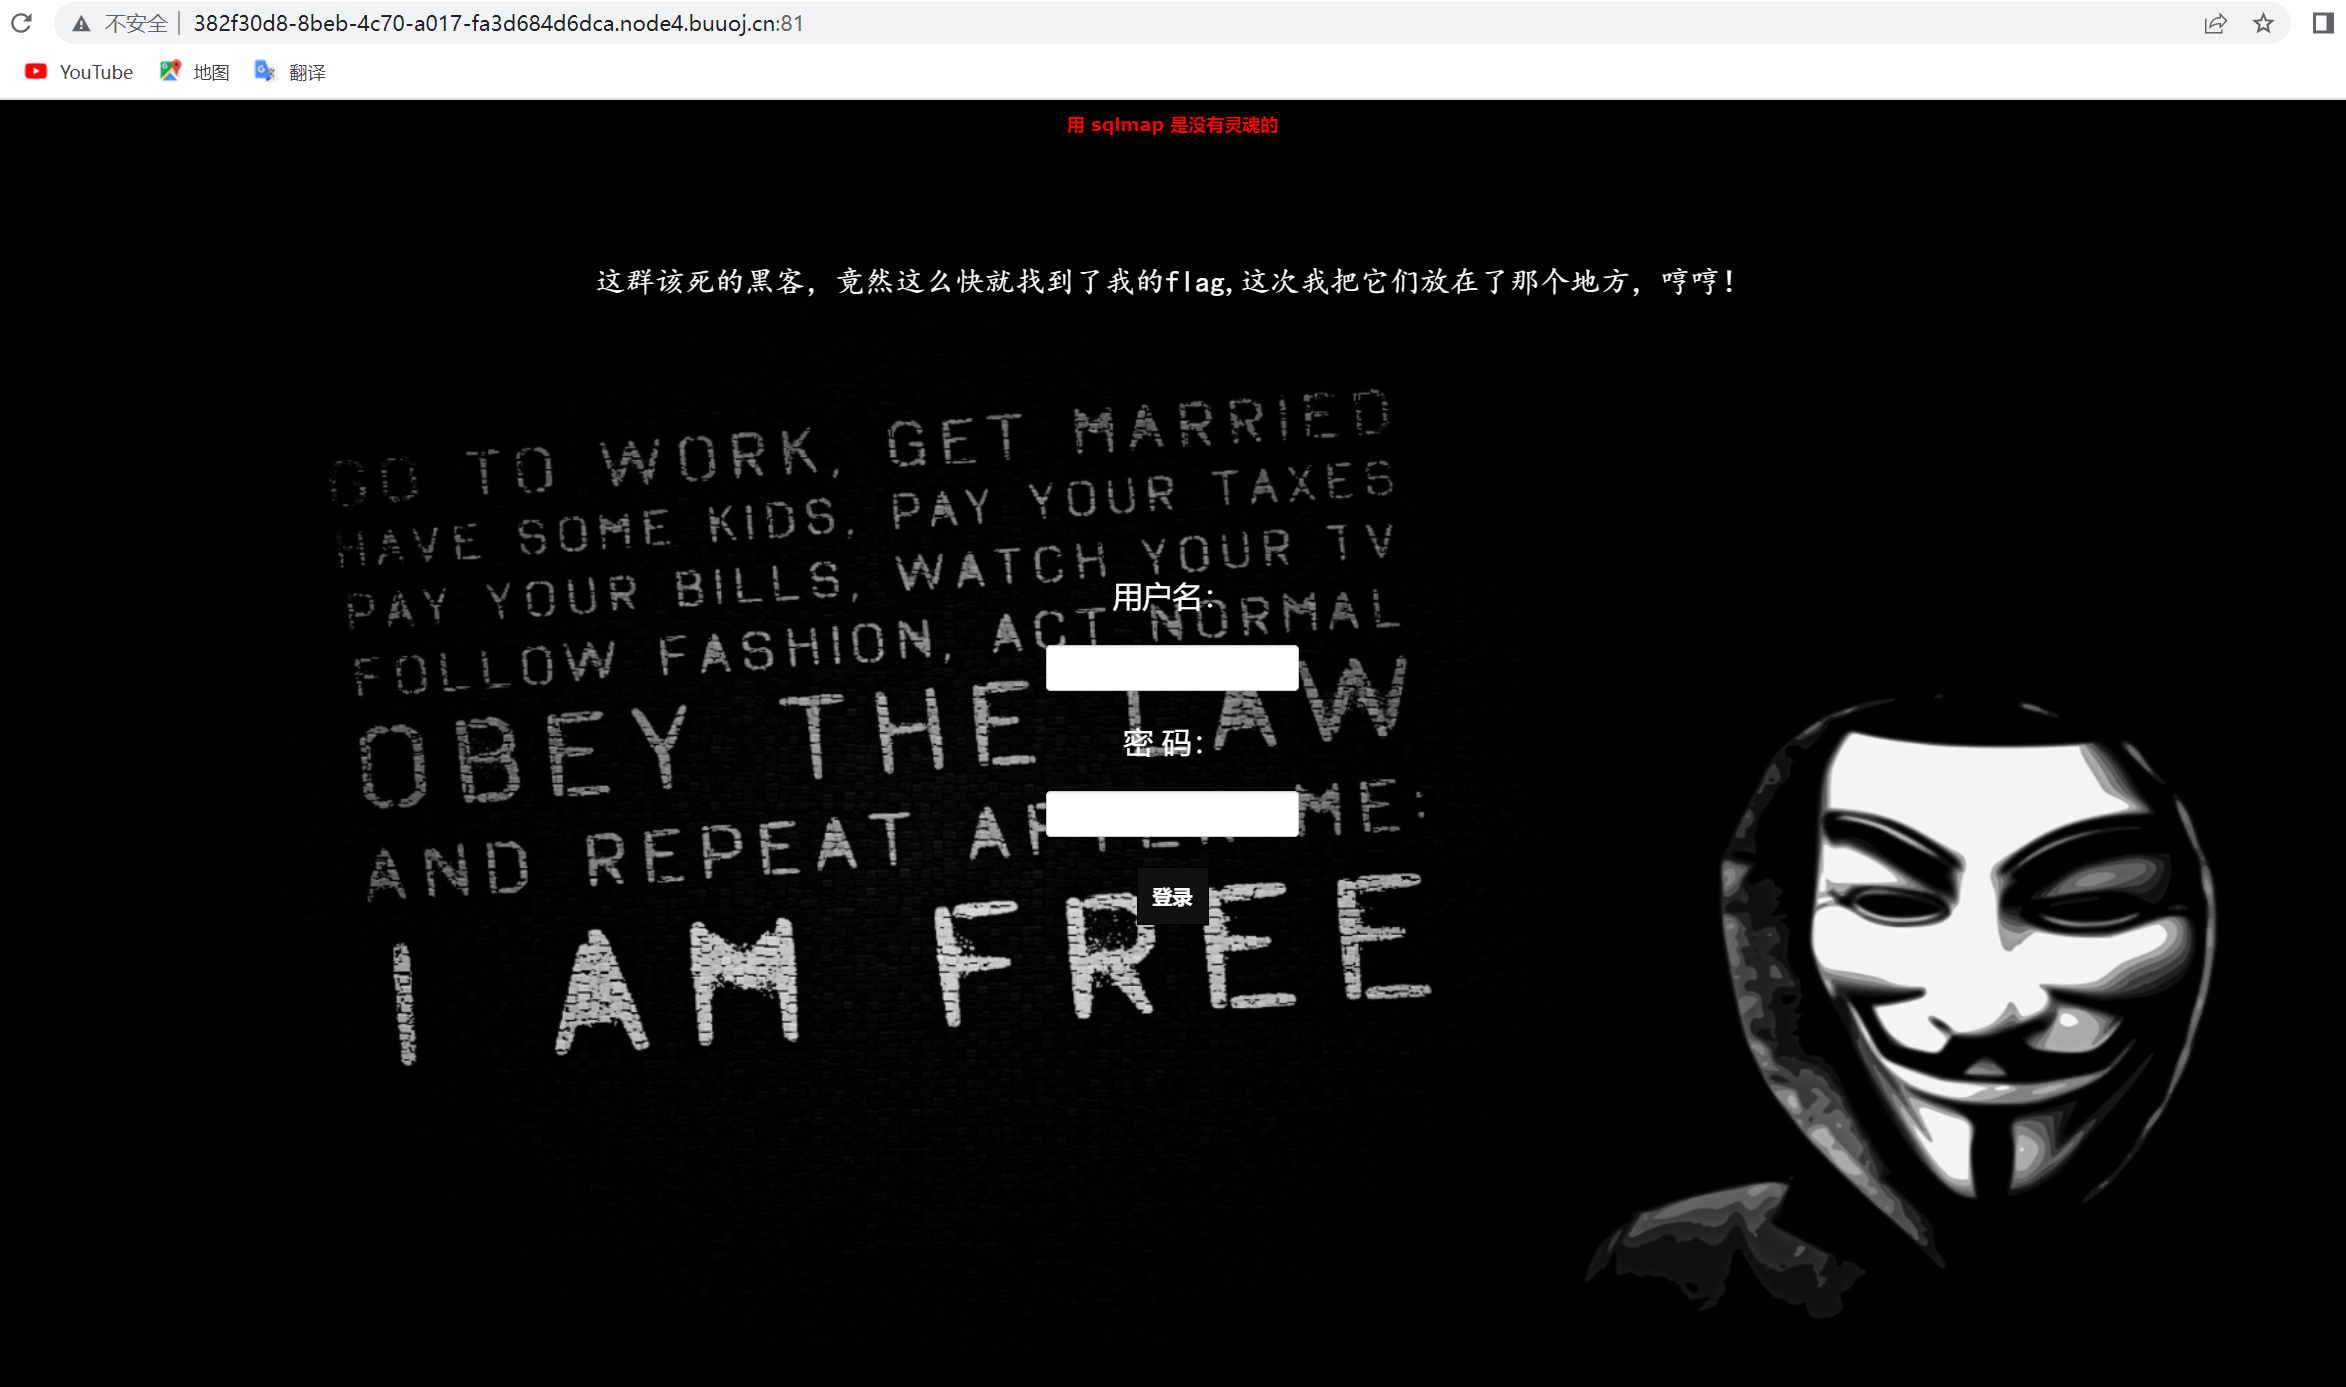 不安全 | 382f30d8-8beb-4c70-a017-fa3d684d6dca.node4.buuoj.cn:81
YouTube 地图 翻译
用 sqlmap 是没有灵魂的
这群该死的黑客，竟然这么快就找到了我的flag,这次我把它们放在了那个地方，哼哼！
GO TO WORK, GET MARRIED
HAVE SOME KIDS, PAY YOUR TAXES
PAY YOUR BILLS, WATCH YOUR TV
FOLLOW FASHION, ACT NORMAL
OBEY THE LAW
AND REPEAT AFTER ME:
I AM FREE
用户名：
密 码：
登录